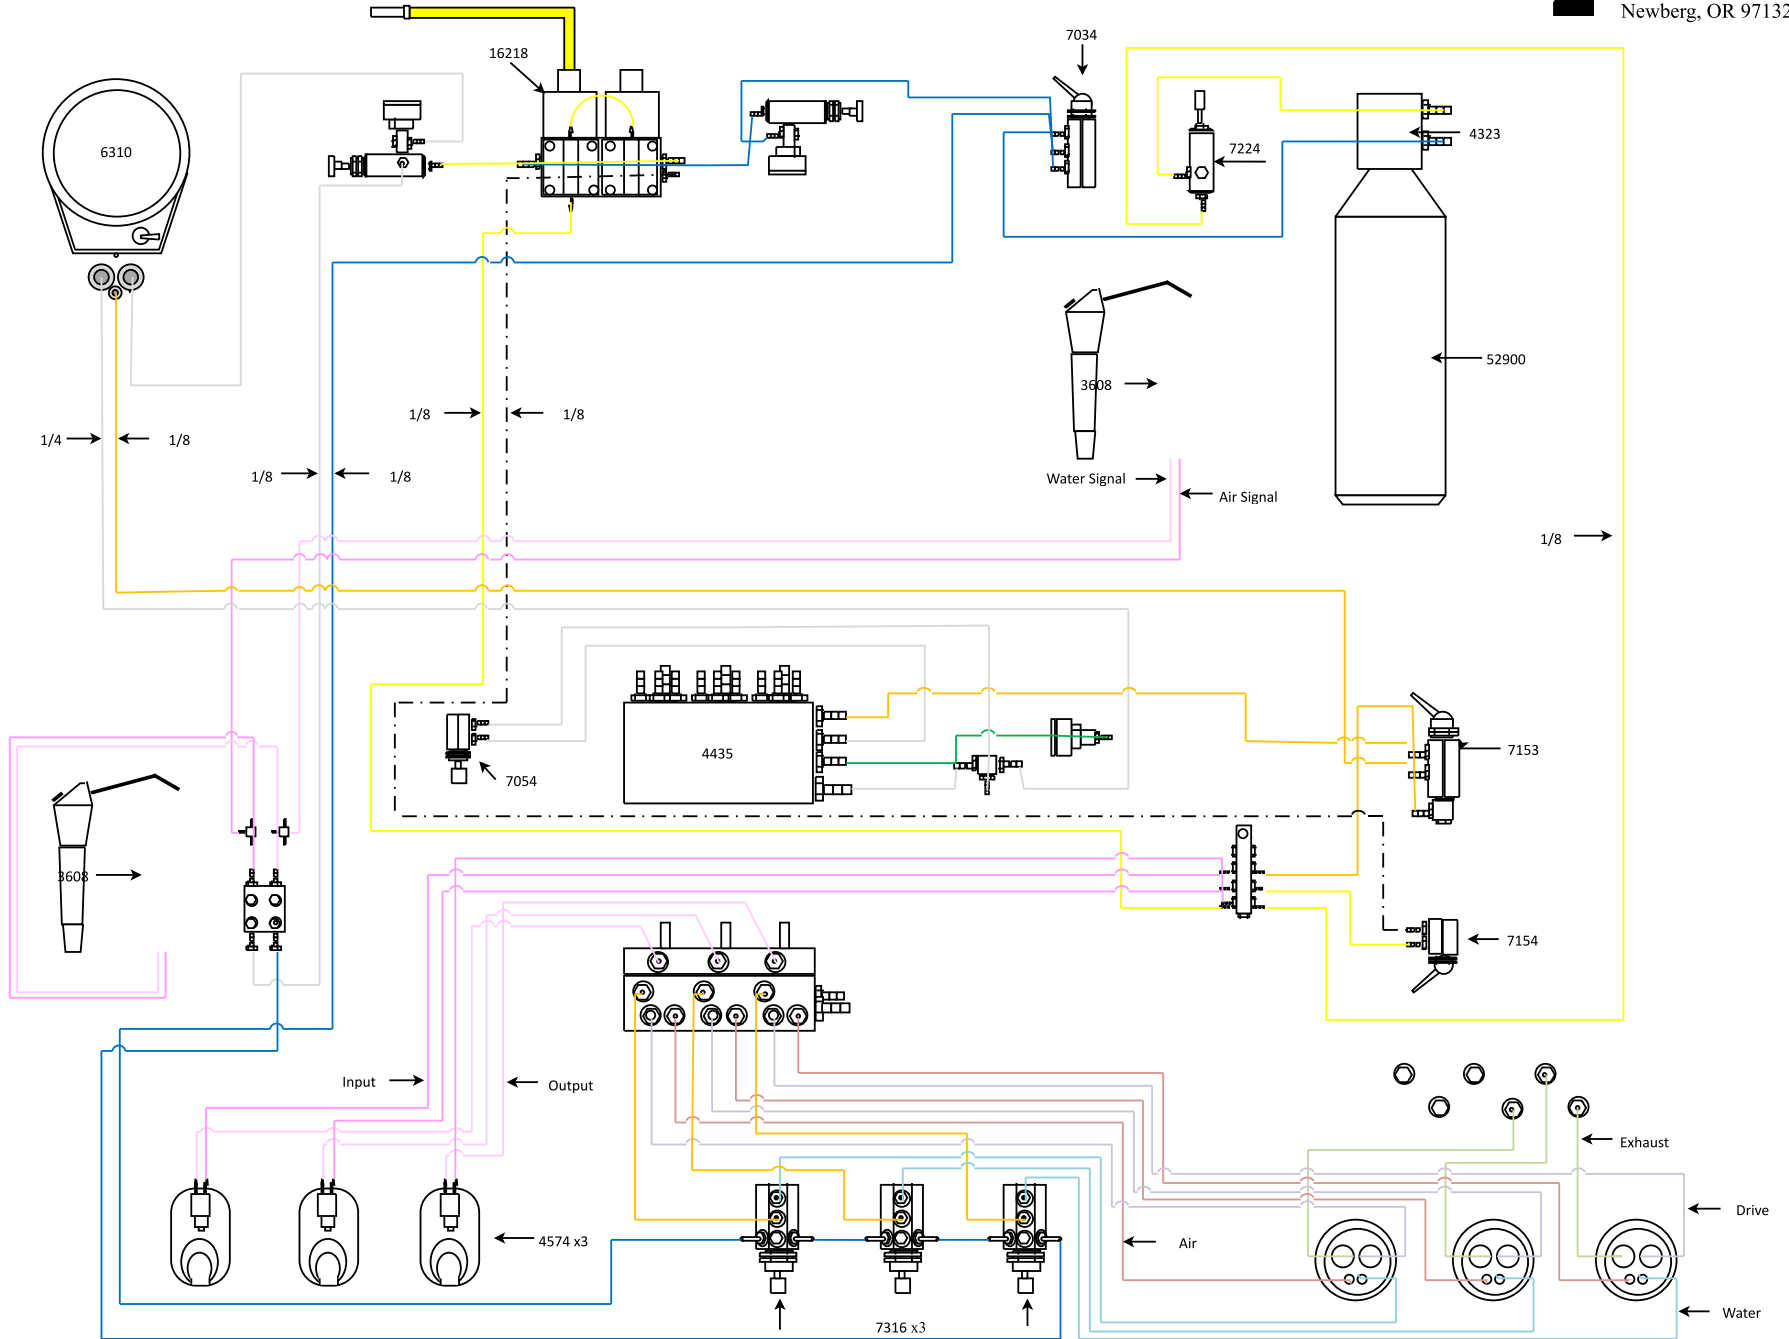 Newberg, OR 97132
7034
16218
4323
6310
7224
52900
3608
1/8
1/8
1/4
1/8
1/8
1/8
Water Signal
Air Signal
1/8
4435
7153
7054
3608
7154
Input
Output
Exhaust
Drive
4574 x3
Air
Water
7316 x3